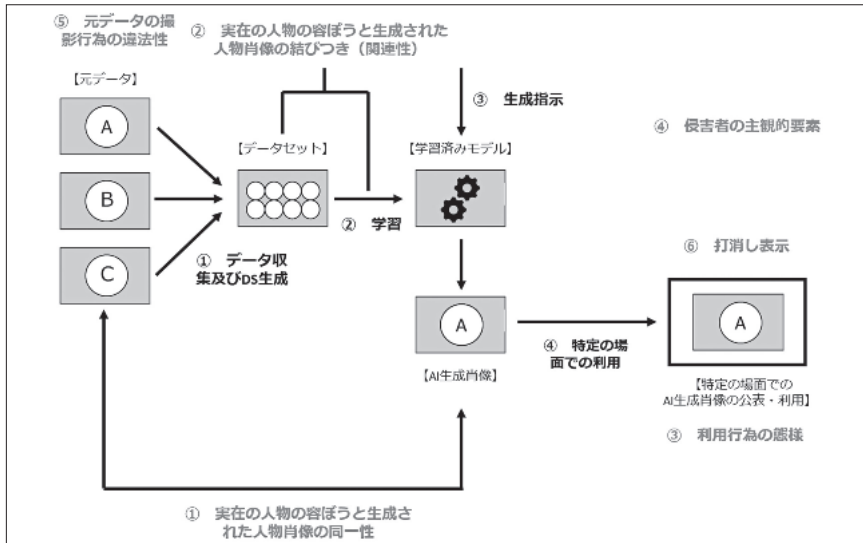 ⑤ 元データの撮
影行為の違法性
② 実在の人物の容ぼうと生成された
人物肖像の結びつき（関連性）
【元データ】
A
B
C
① データ収
集及びDS生成
【データセット】
② 学習
③ 生成指示
【学習済みモデル】
④ 侵害者の主観的要素
A
【AI生成肖像】
④ 特定の場
面での利用
⑥ 打消し表示
A
【特定の場面での
AI生成肖像の公表・利用】
③ 利用行為の態様
① 実在の人物の容ぼうと生成さ
れた人物肖像の同一性